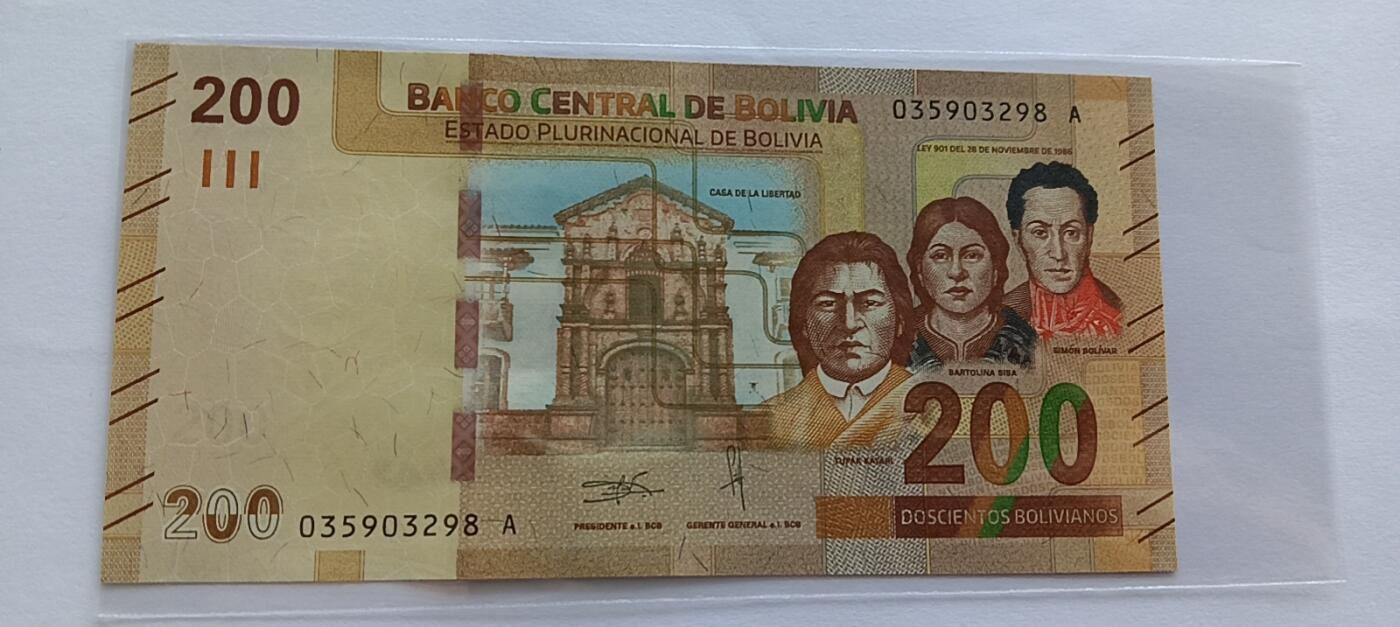 200
BANCO CENTRAL DE BOLIVIA
035903298 A
ESTADO PLURINACIONAL DE BOLIVIA
LEY 901 DEL 28 DE NOVIEMBRE DE 1986
CASA DE LA LIBERTAD
SIMÓN BOLÍVAR
BARTOLINA SISA
TUPAK KATARI
200
PRESIDENTE a.i. BCB
GERENTE GENERAL a.i. BCB
DOSCIENTOS BOLIVIANOS
200
035903298 A